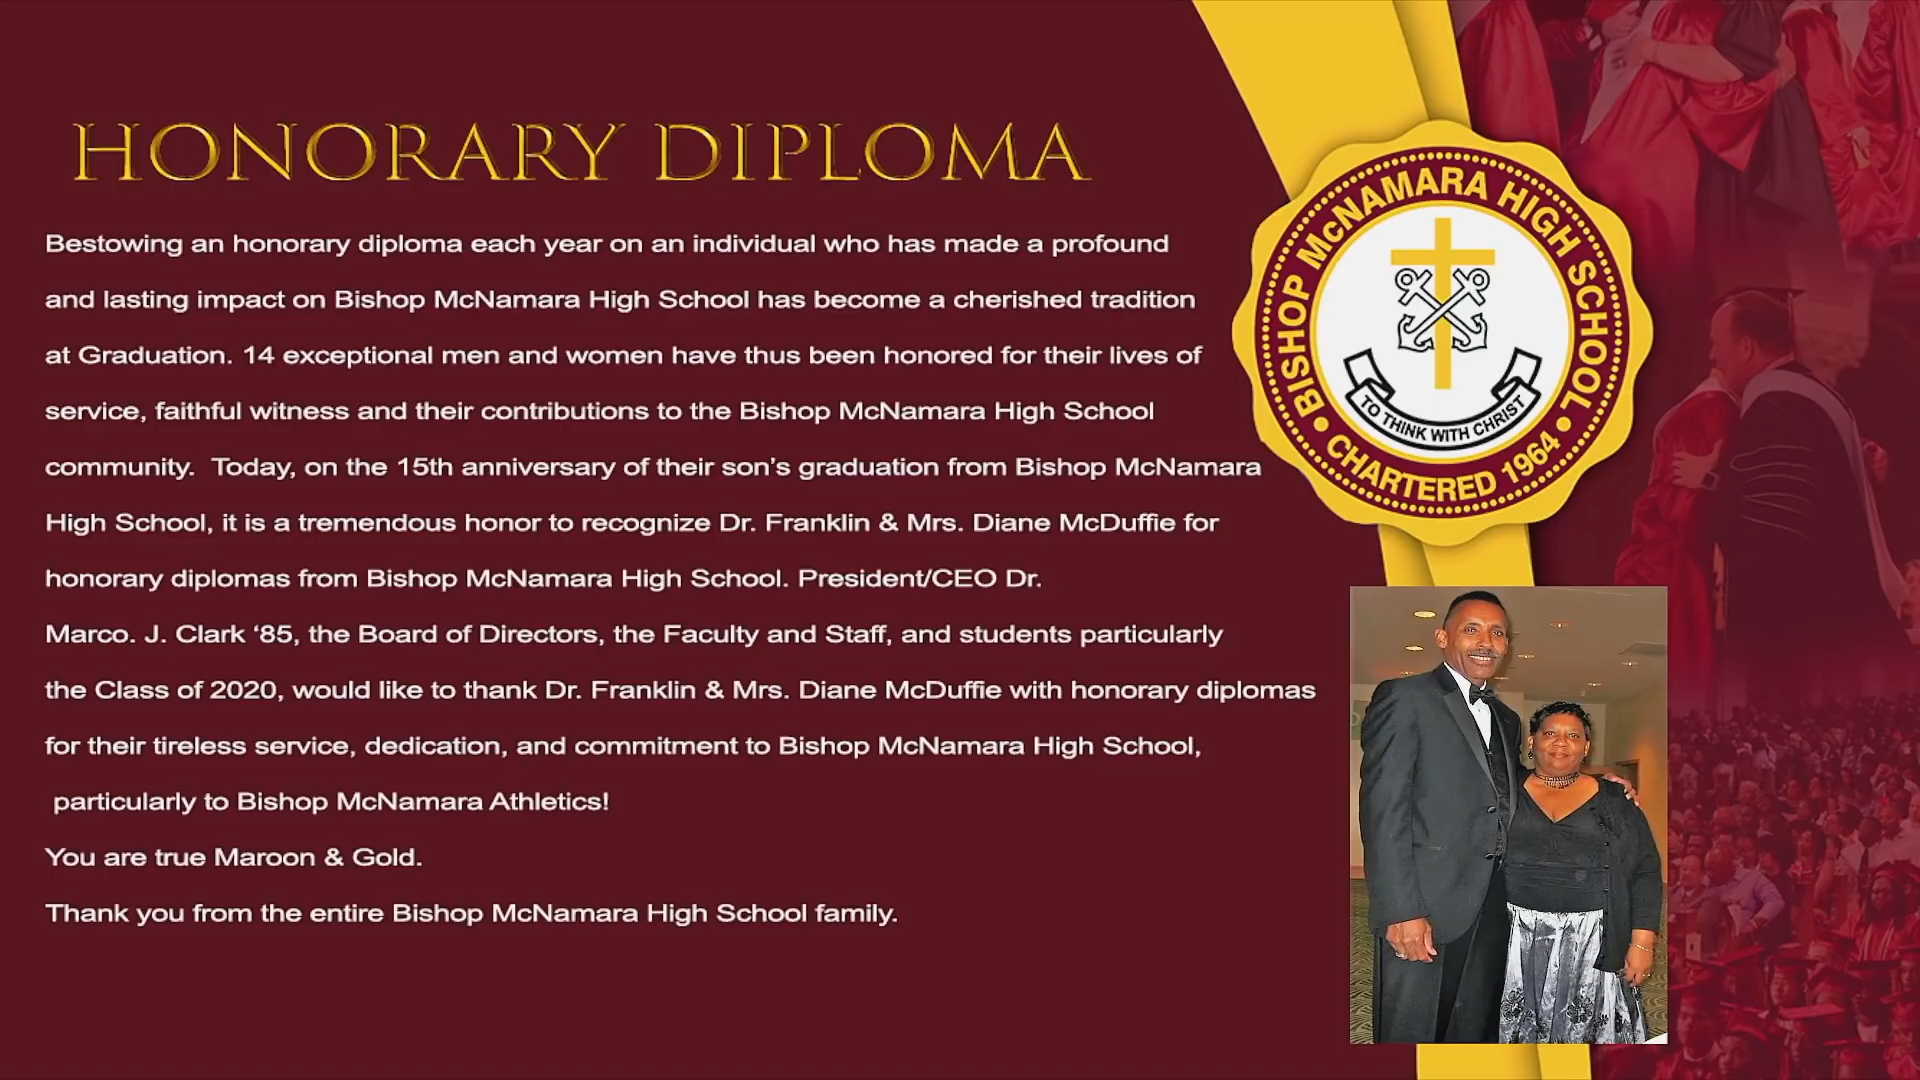 HONORARY DIPLOMA
Bestowing an honorary diploma each year on an individual who has made a profound
and lasting impact on Bishop McNamara High School has become a cherished tradition
at Graduation. 14 exceptional men and women have thus been honored for their lives of
service, faithful witness and their contributions to the Bishop McNamara High School
community.  Today, on the 15th anniversary of their son's graduation from Bishop McNamara
High School, it is a tremendous honor to recognize Dr. Franklin & Mrs. Diane McDuffie for
honorary diplomas from Bishop McNamara High School. President/CEO Dr.
Marco. J. Clark ‘85, the Board of Directors, the Faculty and Staff, and students particularly
the Class of 2020, would like to thank Dr. Franklin & Mrs. Diane McDuffie with honorary diplomas
for their tireless service, dedication, and commitment to Bishop McNamara High School,
particularly to Bishop McNamara Athletics!
You are true Maroon & Gold.
Thank you from the entire Bishop McNamara High School family.
BISHOP McNAMARA HIGH SCHOOL
TO THINK WITH CHRIST
• CHARTERED 1964 •